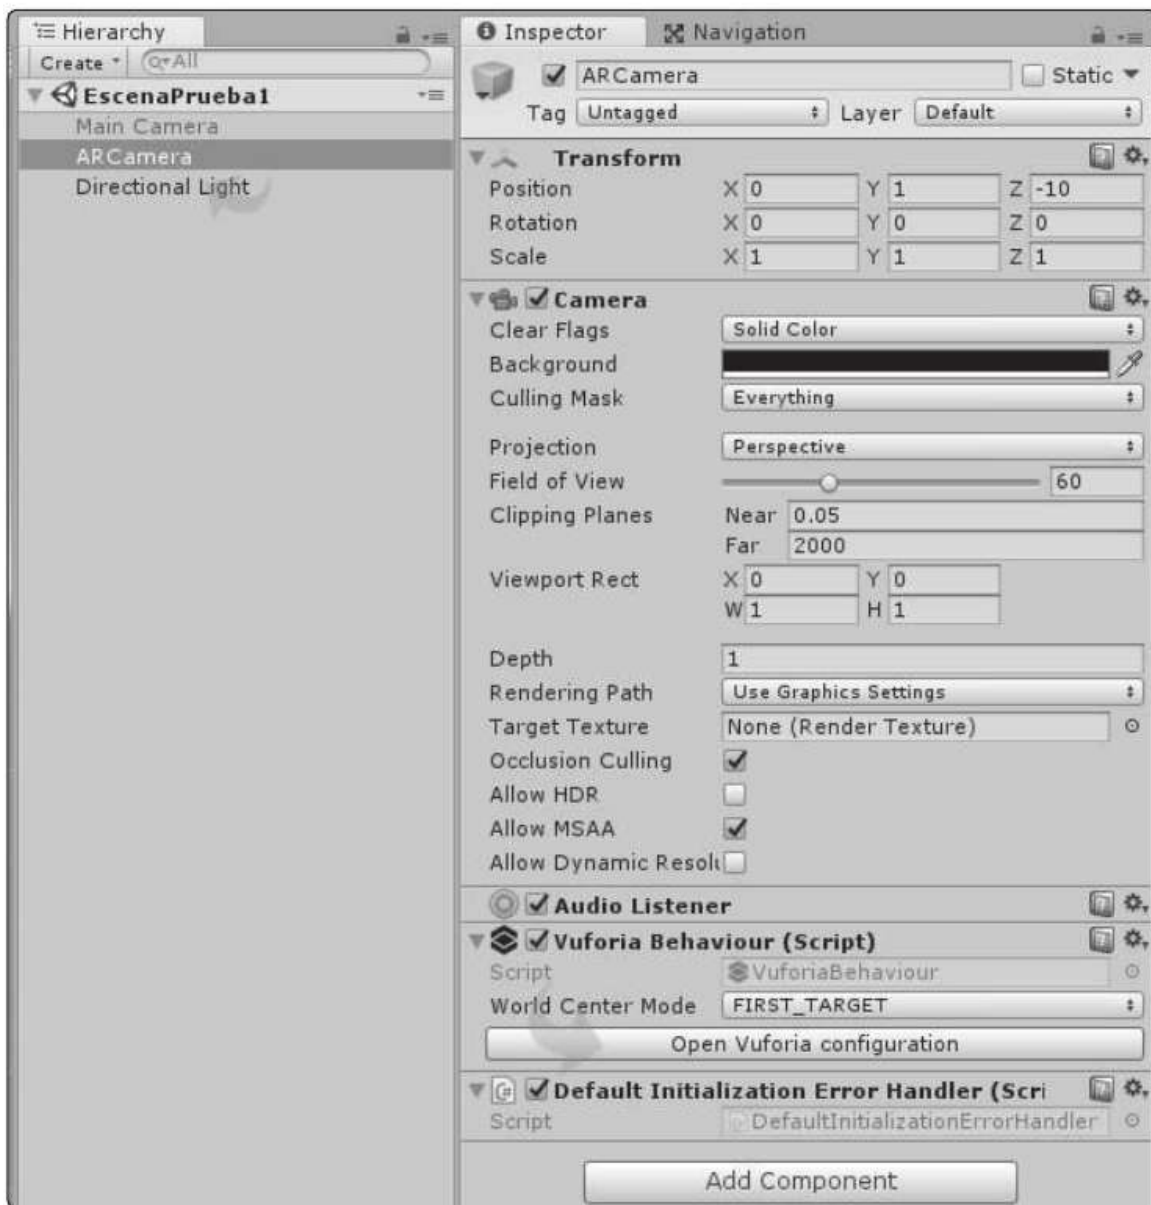 Hierarchy
Create All
EscenaPrueba1
Main Camera
ARCamera
Directional Light
Inspector Navigation
ARCamera Static
Tag Untagged Layer Default
Transform
Position X 0 Y 1 Z -10
Rotation X 0 Y 0 Z 0
Scale X 1 Y 1 Z 1
Camera
Clear Flags Solid Color
Background
Culling Mask Everything
Projection Perspective
Field of View 60
Clipping Planes Near 0.05
Far 2000
Viewport Rect X 0 Y 0
W 1 H 1
Depth 1
Rendering Path Use Graphics Settings
Target Texture None (Render Texture)
Occlusion Culling
Allow HDR
Allow MSAA
Allow Dynamic Resolu
Audio Listener
Vuforia Behaviour (Script)
Script VuforiaBehaviour
World Center Mode FIRST_TARGET
Open Vuforia configuration
Default Initialization Error Handler (Scri
Script DefaultInitializationErrorHandler
Add Component